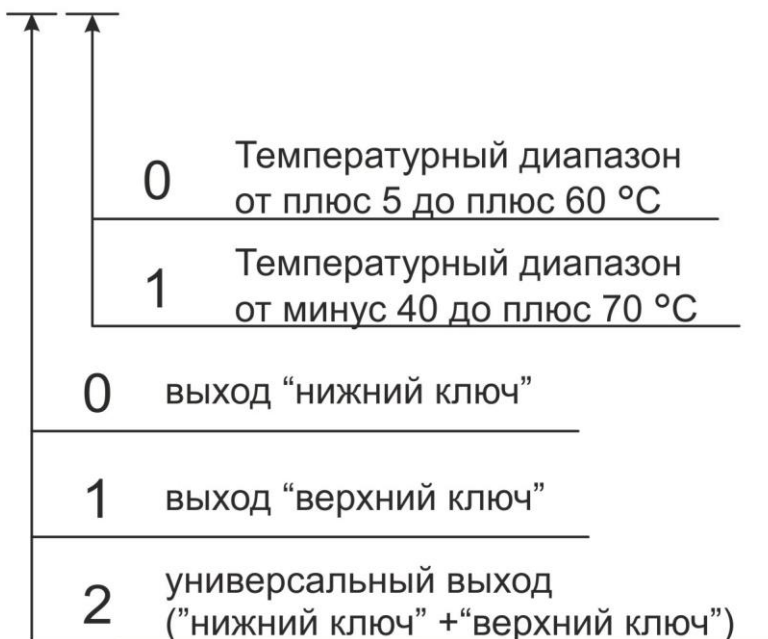 0 Температурный диапазон
от плюс 5 до плюс 60 °C
1 Температурный диапазон
от минус 40 до плюс 70 °C
0 выход “нижний ключ”
1 выход “верхний ключ”
2 универсальный выход
(”нижний ключ” +“верхний ключ”)